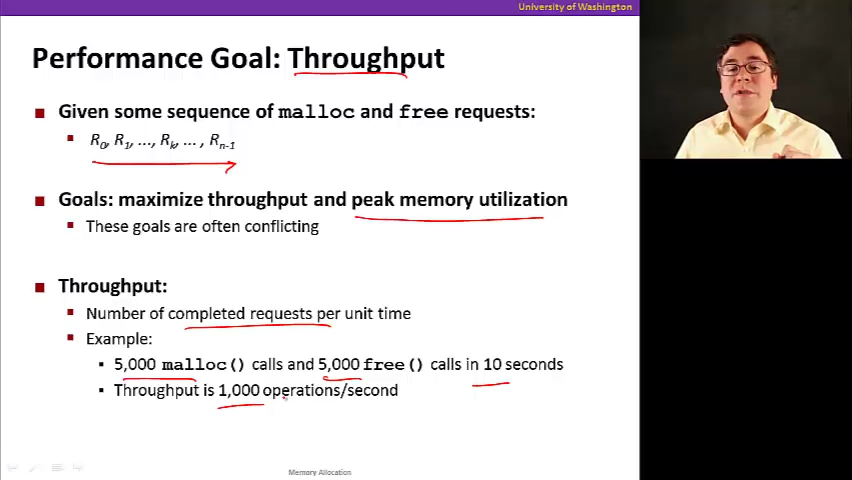 University of Washington
Performance Goal: Throughput
Given some sequence of malloc and free requests:
R0, R1, ..., Rk, ... , Rn-1
Goals: maximize throughput and peak memory utilization
These goals are often conflicting
Throughput:
Number of completed requests per unit time
Example:
5,000 malloc() calls and 5,000 free() calls in 10 seconds
Throughput is 1,000 operations/second
Memory Allocation